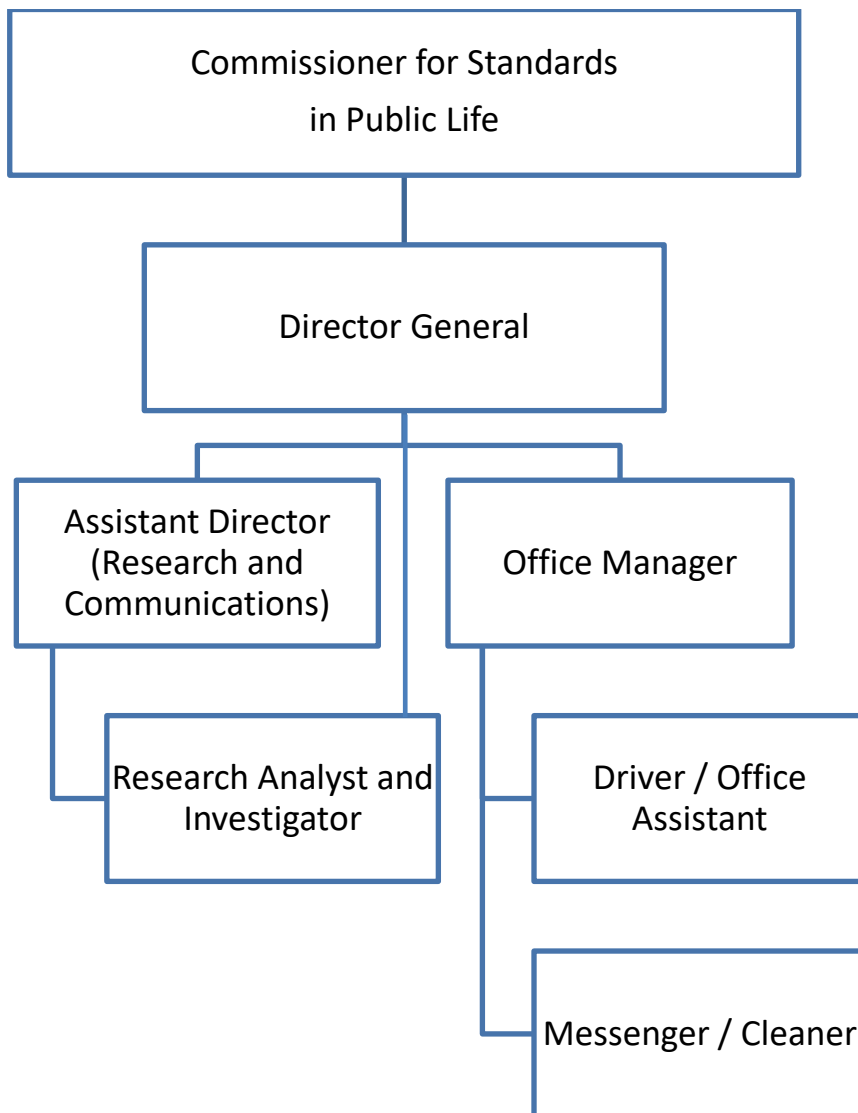 Commissioner for Standards
in Public Life
Director General
Assistant Director
(Research and
Communications)
Office Manager
Research Analyst and
Investigator
Driver / Office
Assistant
Messenger / Cleaner